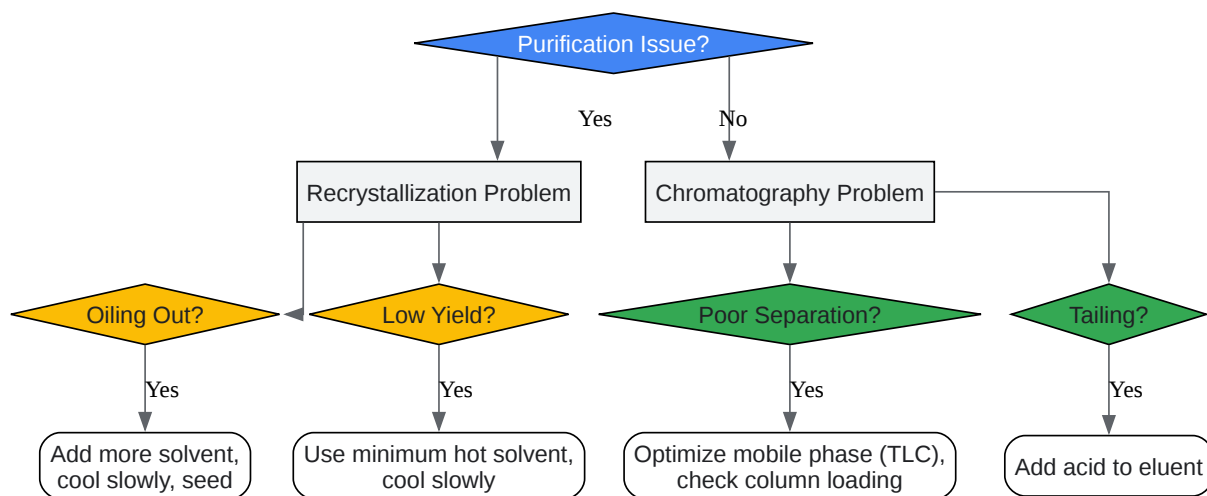 Purification Issue?
Yes
No
Recrystallization Problem
Chromatography Problem
Oiling Out?
Low Yield?
Poor Separation?
Tailing?
Yes
Yes
Yes
Yes
Add more solvent,
cool slowly, seed
Use minimum hot solvent,
cool slowly
Optimize mobile phase (TLC),
check column loading
Add acid to eluent